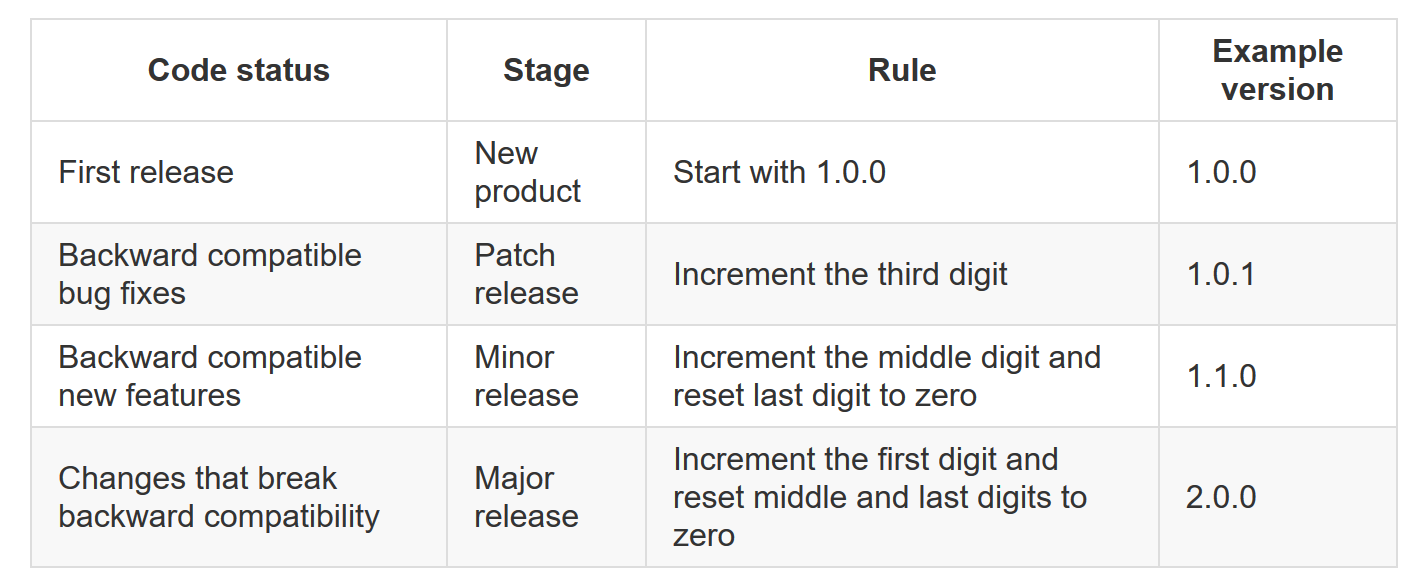 Code status
Stage
Rule
Example
version
First release
New
product
Start with 1.0.0
1.0.0
Backward compatible
bug fixes
Patch
release
Increment the third digit
1.0.1
Backward compatible
new features
Minor
release
Increment the middle digit and
reset last digit to zero
1.1.0
Changes that break
backward compatibility
Major
release
Increment the first digit and
reset middle and last digits to
zero
2.0.0